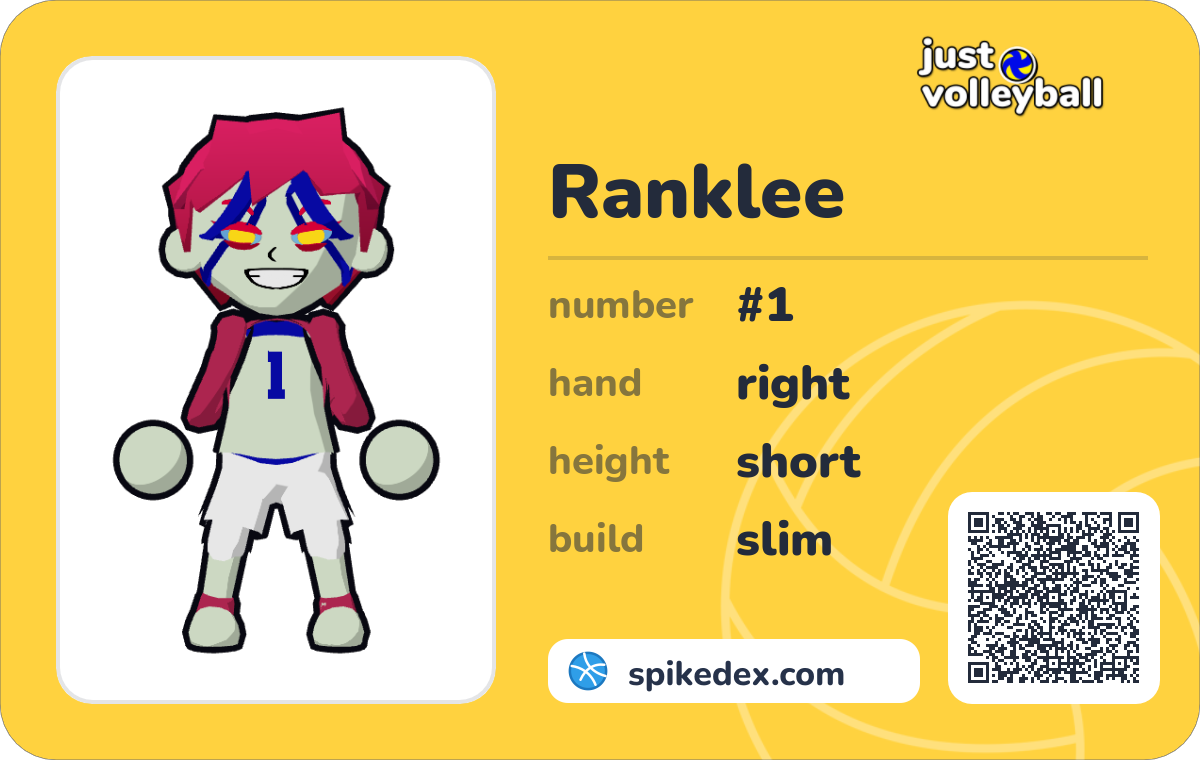 just
volleyball
Ranklee
number #1
hand right
height short
build slim
1
spikedex.com